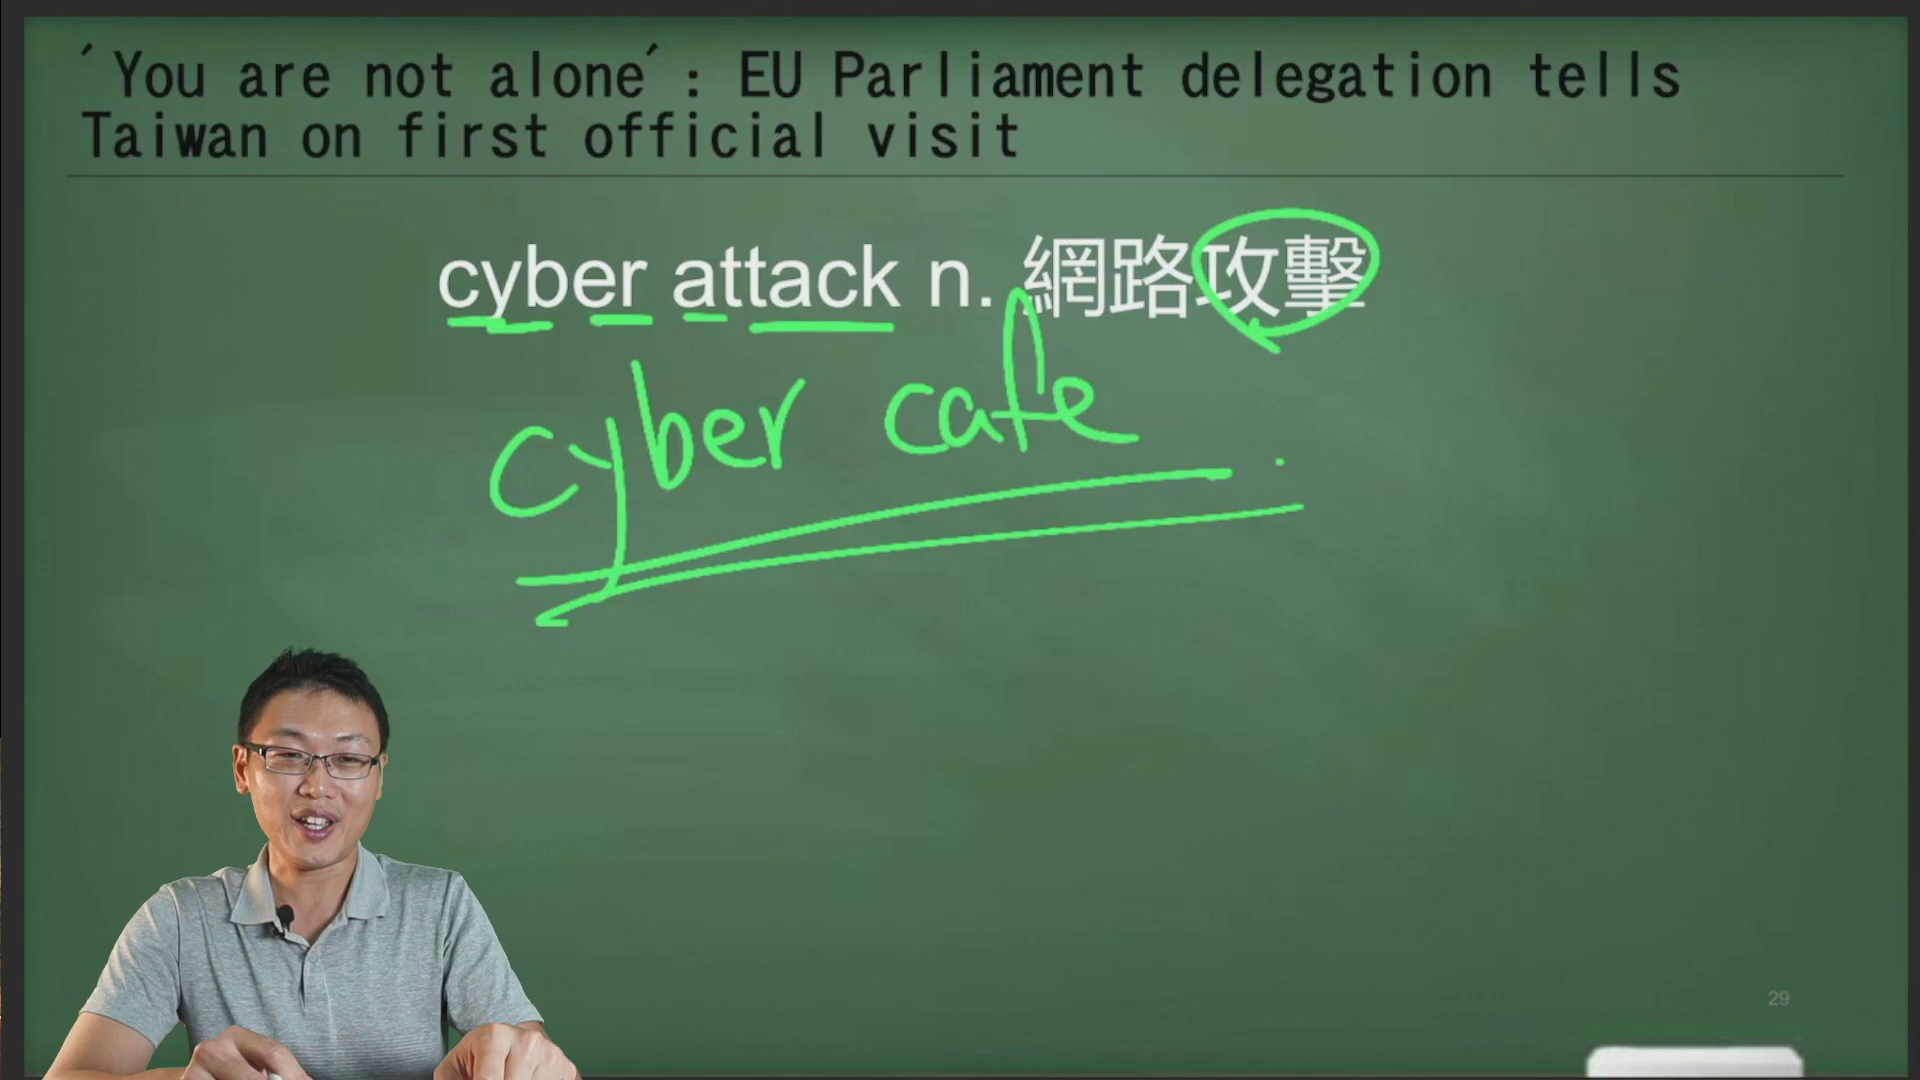 'You are not alone': EU Parliament delegation tells
Taiwan on first official visit
cyber attack n. 網路攻擊
cyber cafe
29